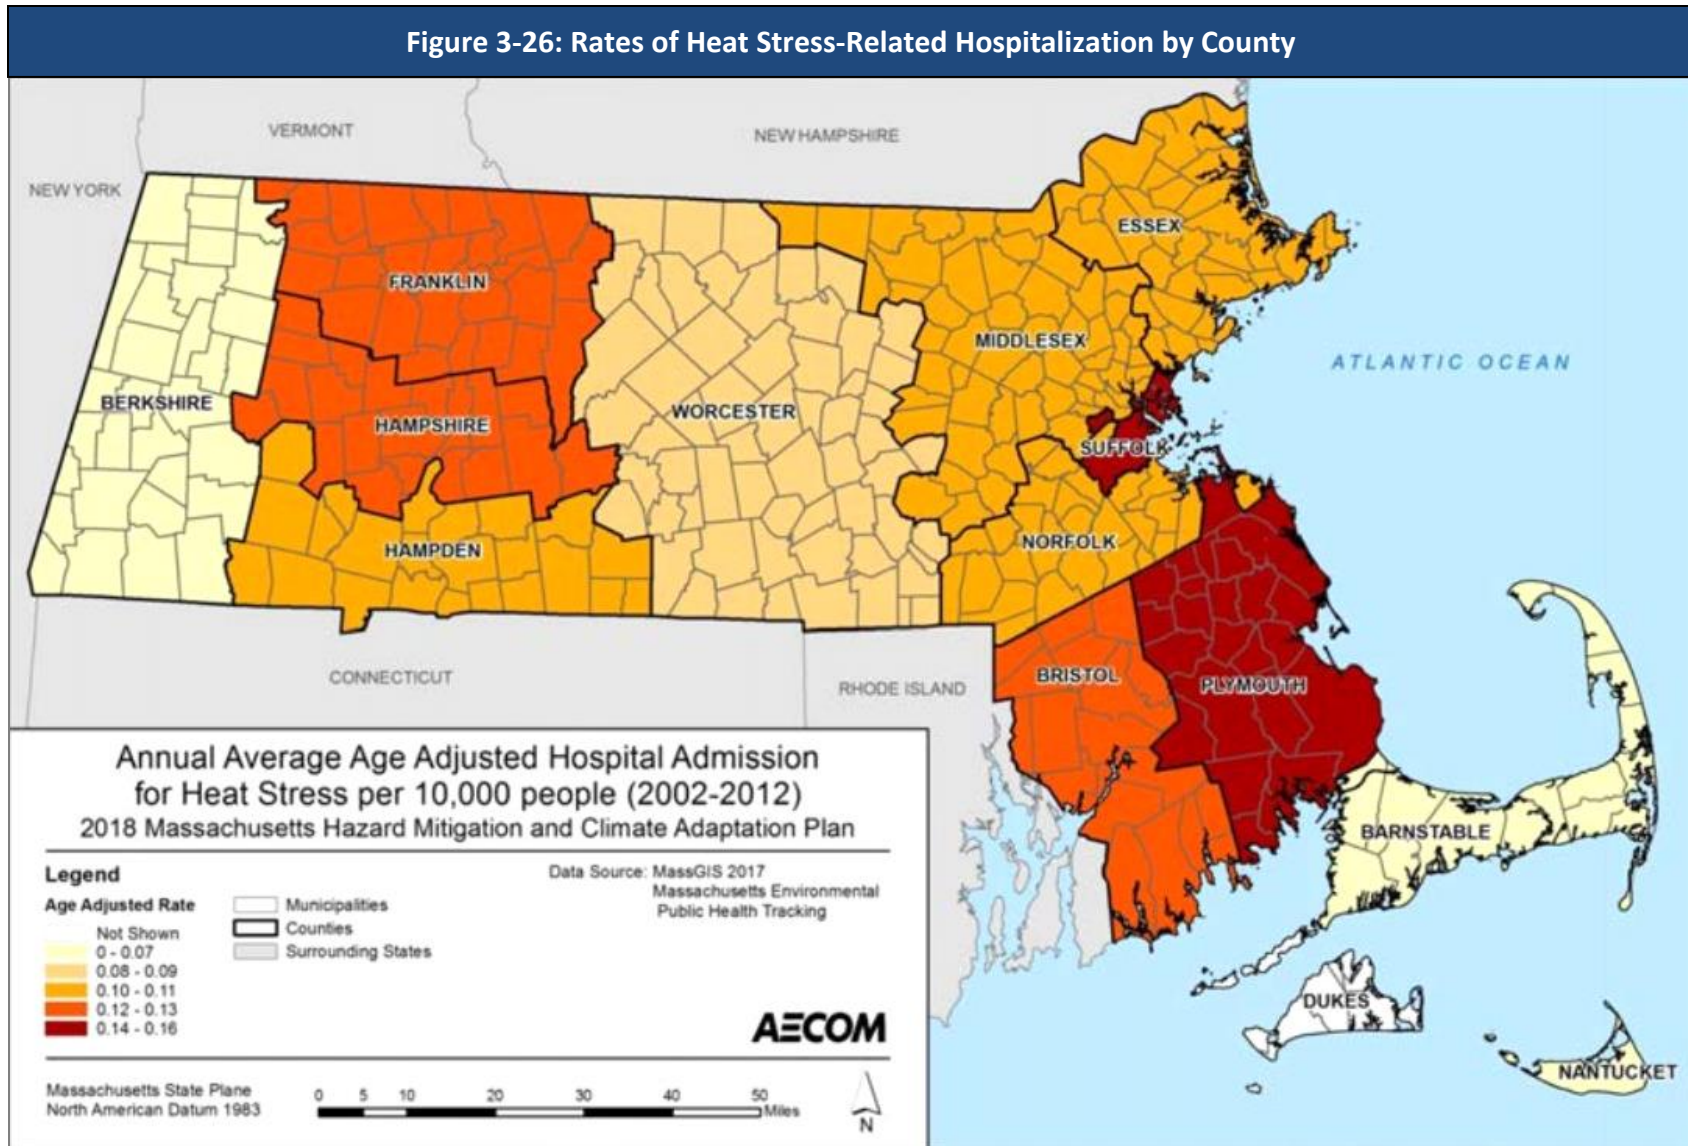 Figure 3-26: Rates of Heat Stress-Related Hospitalization by County
VERMONT
NEW HAMPSHIRE
NEW YORK
ESSEX
FRANKLIN
MIDDLESEX
ATLANTIC OCEAN
BERKSHIRE
WORCESTER
HAMPSHIRE
SUFFOLK
NORFOLK
HAMPDEN
CONNECTICUT
RHODE ISLAND
BRISTOL
PLYMOUTH
BARNSTABLE
DUKES
NANTUCKET
Annual Average Age Adjusted Hospital Admission
for Heat Stress per 10,000 people (2002-2012)
2018 Massachusetts Hazard Mitigation and Climate Adaptation Plan
Legend
Age Adjusted Rate
Not Shown
0 - 0.07
0.08 - 0.09
0.10 - 0.11
0.12 - 0.13
0.14 - 0.16
Municipalities
Counties
Surrounding States
Data Source: MassGIS 2017
Massachusetts Environmental
Public Health Tracking
AECOM
Massachusetts State Plane
North American Datum 1983
0 5 10 20 30 40 50
Miles
N